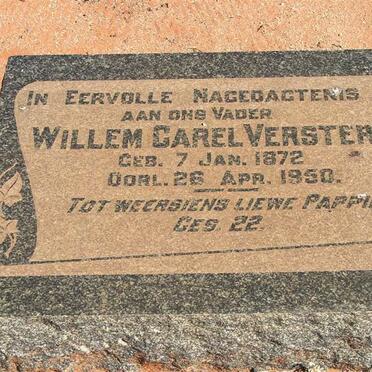 IN EERVOLLE NAGEDAGTENIS
AAN ONS VADER
WILLEM CAREL VERSTER
GEB. 7 JAN. 1872
OORL. 26 APR. 1950.
TOT WEERSIENS LIEWE PAPPIE
GES. 22.